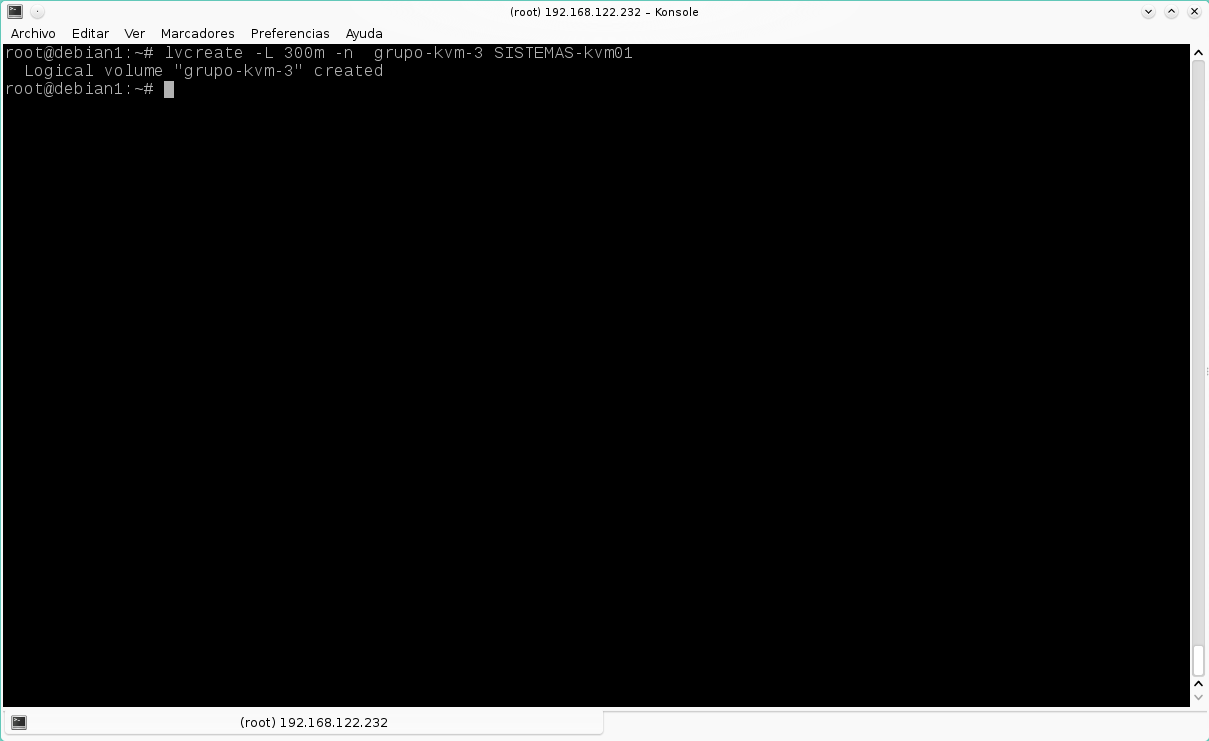 (root) 192.168.122.232 – Konsole
Archivo Editar Ver Marcadores Preferencias Ayuda
root@debian1:~# lvcreate -L 300m -n  grupo-kvm-3 SISTEMAS-kvm01
  Logical volume "grupo-kvm-3" created
root@debian1:~#
(root) 192.168.122.232